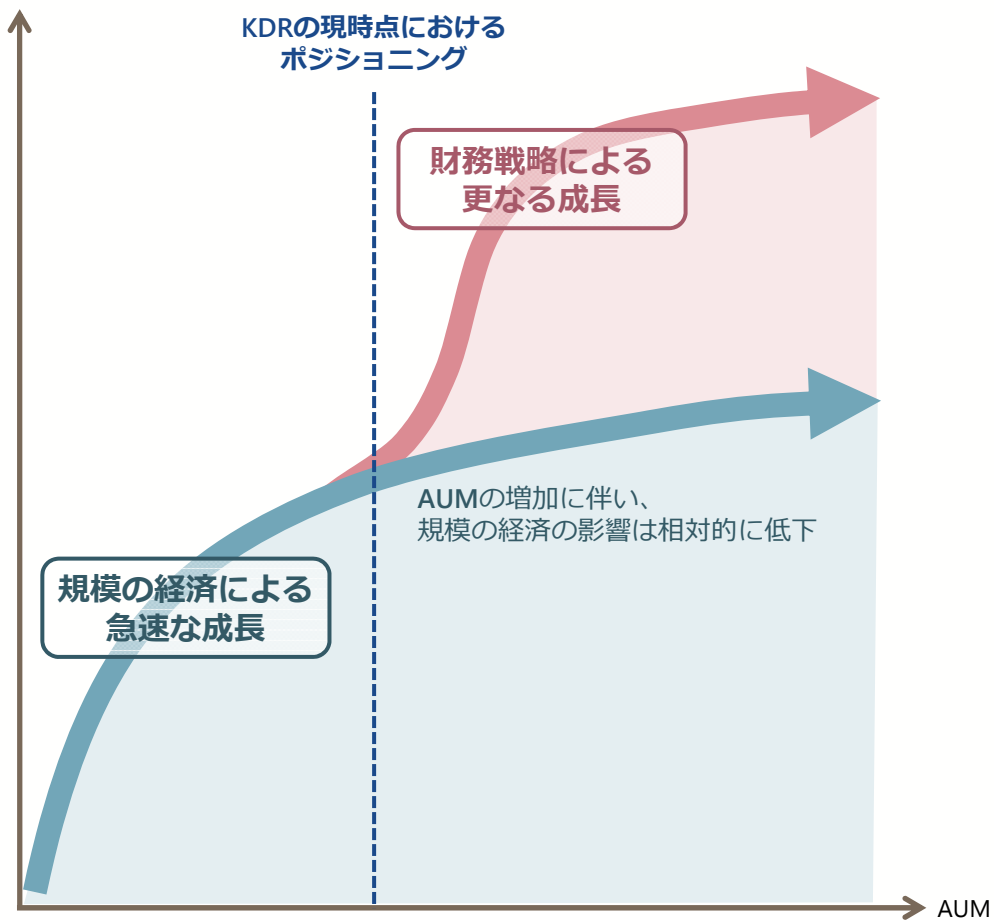 KDRの現時点における
ポジショニング
財務戦略による
更なる成長
AUMの増加に伴い、
規模の経済の影響は相対的に低下
規模の経済による
急速な成長
AUM